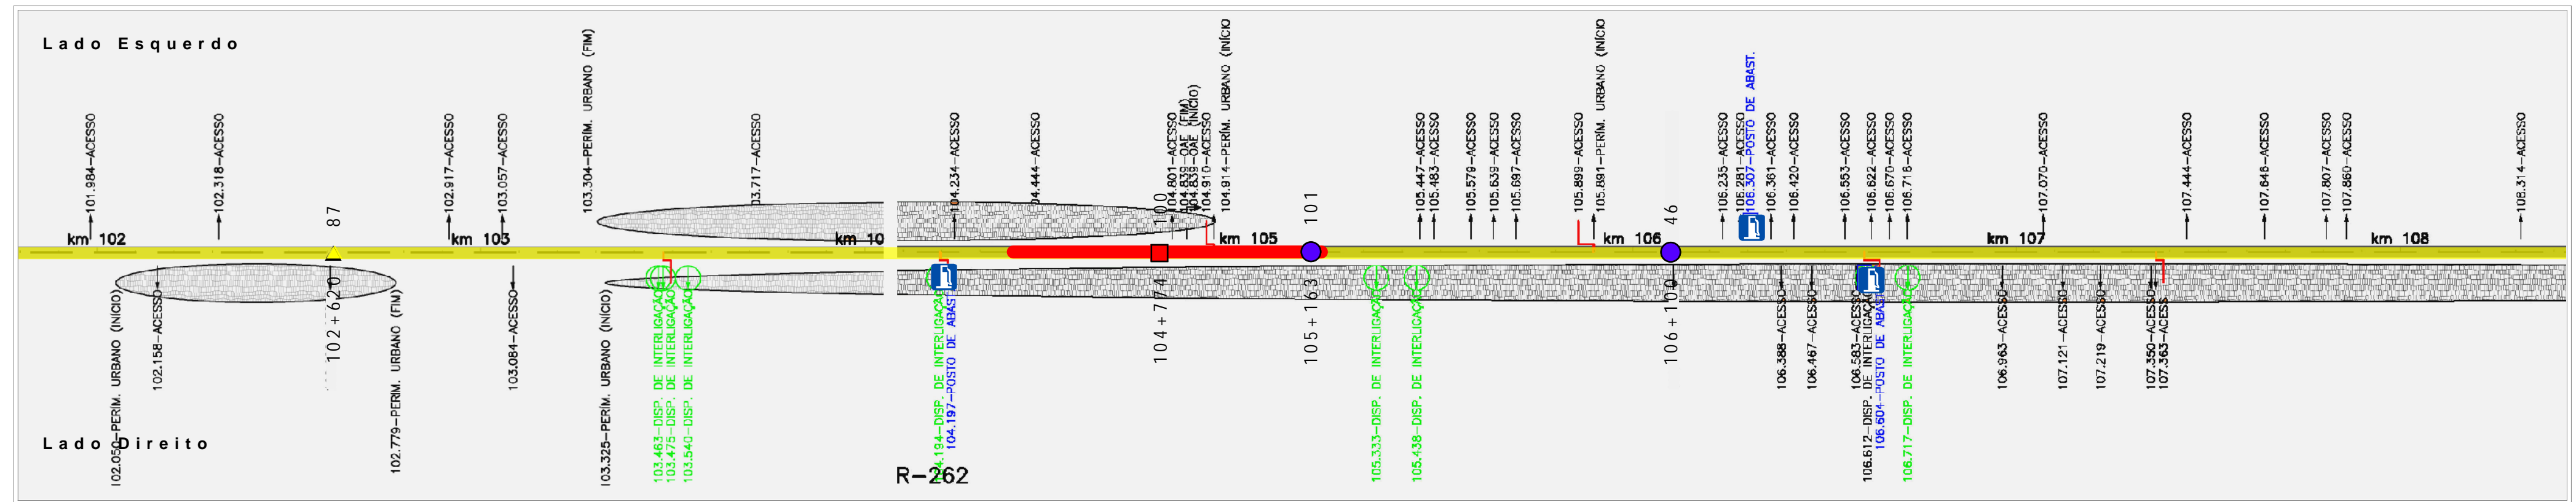 Lado Esquerdo
101.984-ACESSO
102.318-ACESSO
87
102.917-ACESSO
103.057-ACESSO
103.304-PERÍM. URBANO (FIM)
03.717-ACESSO
104.234-ACESSO
04.444-ACESSO
100
104.801-ACESSO
104.839-OAE (FIM)
104.839-OAE (INÍCIO)
104.910-ACESSO
104.914-PERÍM. URBANO (INÍCIO
101
105.447-ACESSO
105.483-ACESSO
105.579-ACESSO
105.639-ACESSO
105.697-ACESSO
105.899-ACESSO
105.891-PERÍM. URBANO (INÍCIO
46
106.235-ACESSO
106.281-ACESSO
106.307-POSTO DE ABAST.
106.361-ACESSO
106.420-ACESSO
106.553-ACESSO
106.622-ACESSO
106.670-ACESSO
106.716-ACESSO
107.070-ACESSO
107.444-ACESSO
107.646-ACESSO
107.807-ACESSO
107.860-ACESSO
108.314-ACESSO
km 102
km 103
km 10
km 105
km 106
km 107
km 108
102.050-PERÍM. URBANO (INÍCIO)
102.158-ACESSO
102+620
102.779-PERIM. URBANO (FIM)
103.084-ACESSO
103.325-PERÍM. URBANO (INÍCIO)
103.463-DISP. DE INTERLIGAÇÃO
103.475-DISP. DE INTERLIGAÇÃO
103.540-DISP. DE INTERLIGAÇÃO
104.194-DISP. DE INTERLIGAÇÃO
104.197-POSTO DE ABAST
104+774
105+163
105.333-DISP. DE INTERLIGAÇÃO
105.438-DISP. DE INTERLIGAÇÃO
106+100
106.388-ACESSO
106.467-ACESSO
106.583-ACESSO
106.612-DISP. DE INTERLIGAÇÃO
106.604-POSTO DE ABAST
106.717-DISP. DE INTERLIGAÇÃO
106.963-ACESSO
107.121-ACESSO
107.219-ACESSO
107.350-ACESSO
107.363-ACESS
Lado Direito
R-262